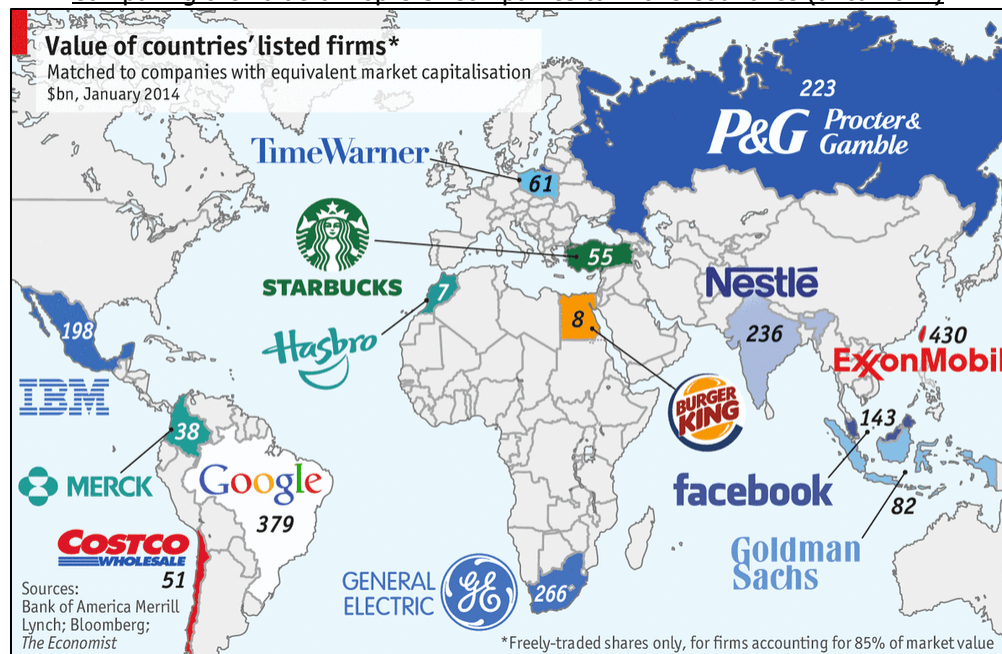 Value of countries' listed firms*
Matched to companies with equivalent market capitalisation
$bn, January 2014
223
P&G Procter & Gamble
TimeWarner
61
STARBUCKS
55
Hasbro
7
8
BURGER KING
Nestlé
236
430
ExxonMobil
198
IBM
38
MERCK
Google
379
143
facebook
82
Goldman
Sachs
COSTCO
WHOLESALE
51
GENERAL
ELECTRIC
GE
266
Sources:
Bank of America Merrill
Lynch; Bloomberg;
The Economist
*Freely-traded shares only, for firms accounting for 85% of market value